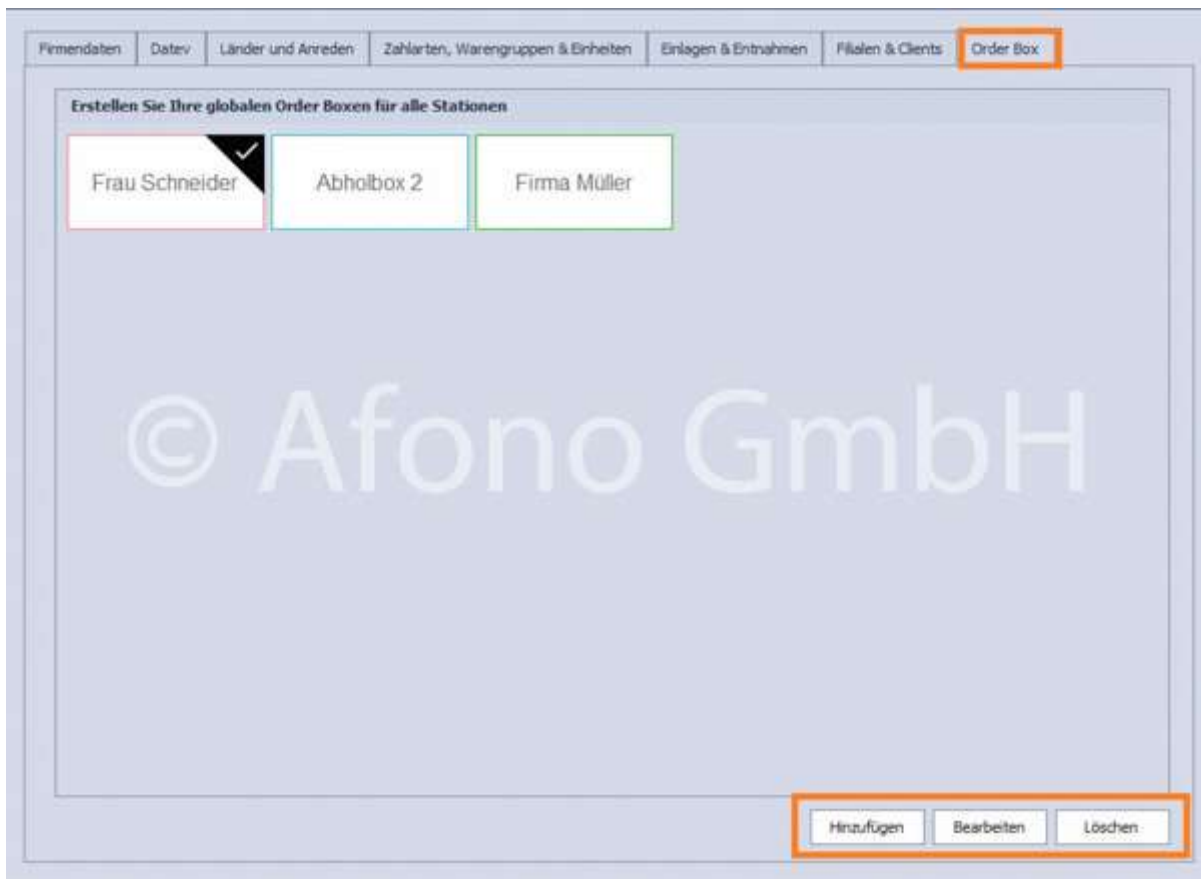 Firmendaten Datev Länder und Anreden Zahlarten, Warengruppen & Einheiten Einlagen & Entnahmen Filialen & Clients Order Box
Erstellen Sie Ihre globalen Order Boxen für alle Stationen
Frau Schneider Abholbox 2 Firma Müller
© Afono GmbH
Hinzufügen Bearbeiten Löschen